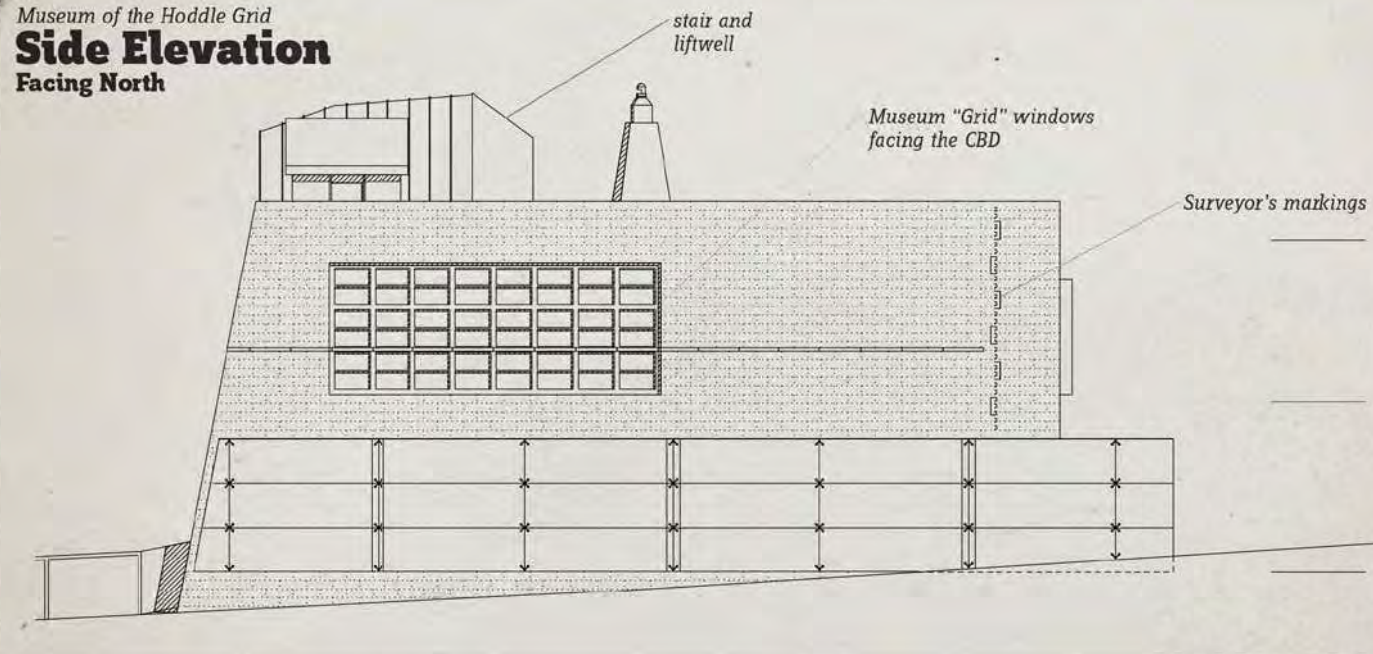 Museum of the Hoddle Grid
Side Elevation
Facing North
stair and
liftwell
Museum "Grid" windows
facing the CBD
Surveyor's markings